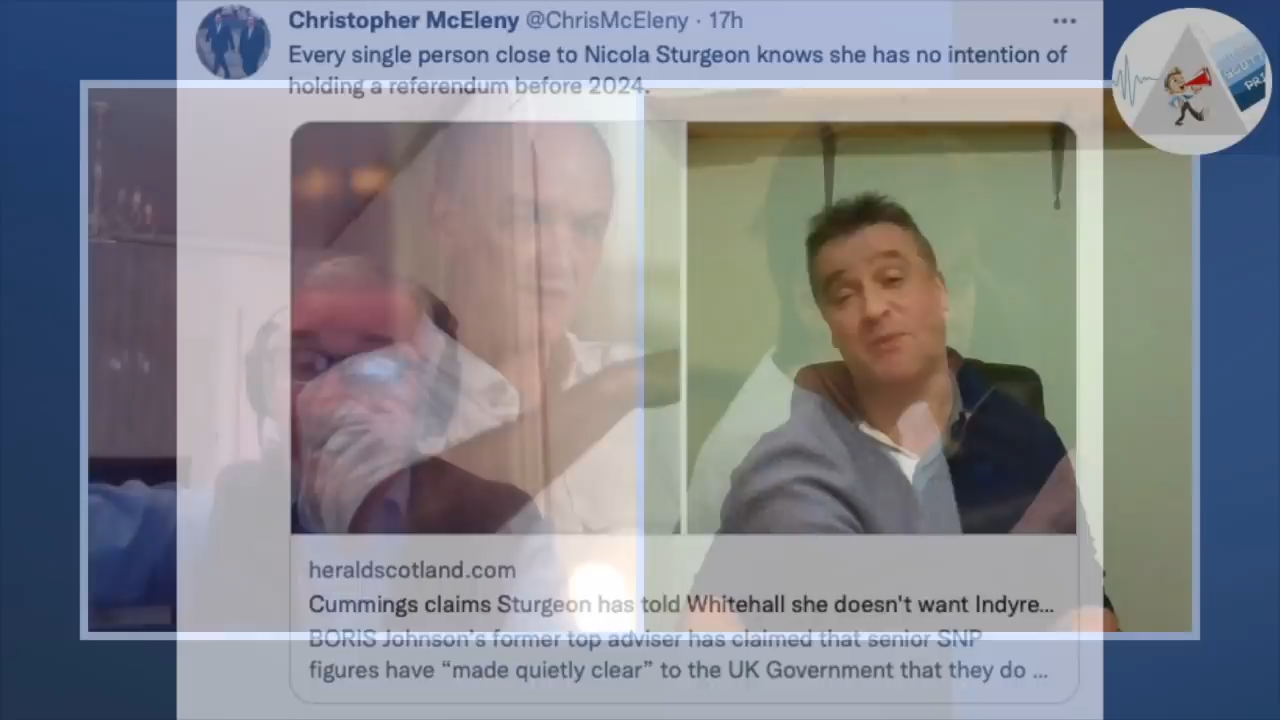 Christopher McEleny @ChrisMcEleny · 17h
Every single person close to Nicola Sturgeon knows she has no intention of
holding a referendum before 2024.
heraldscotland.com
Cummings claims Sturgeon has told Whitehall she doesn't want Indyre...
BORIS Johnson's former top adviser has claimed that senior SNP
figures have “made quietly clear” to the UK Government that they do ...